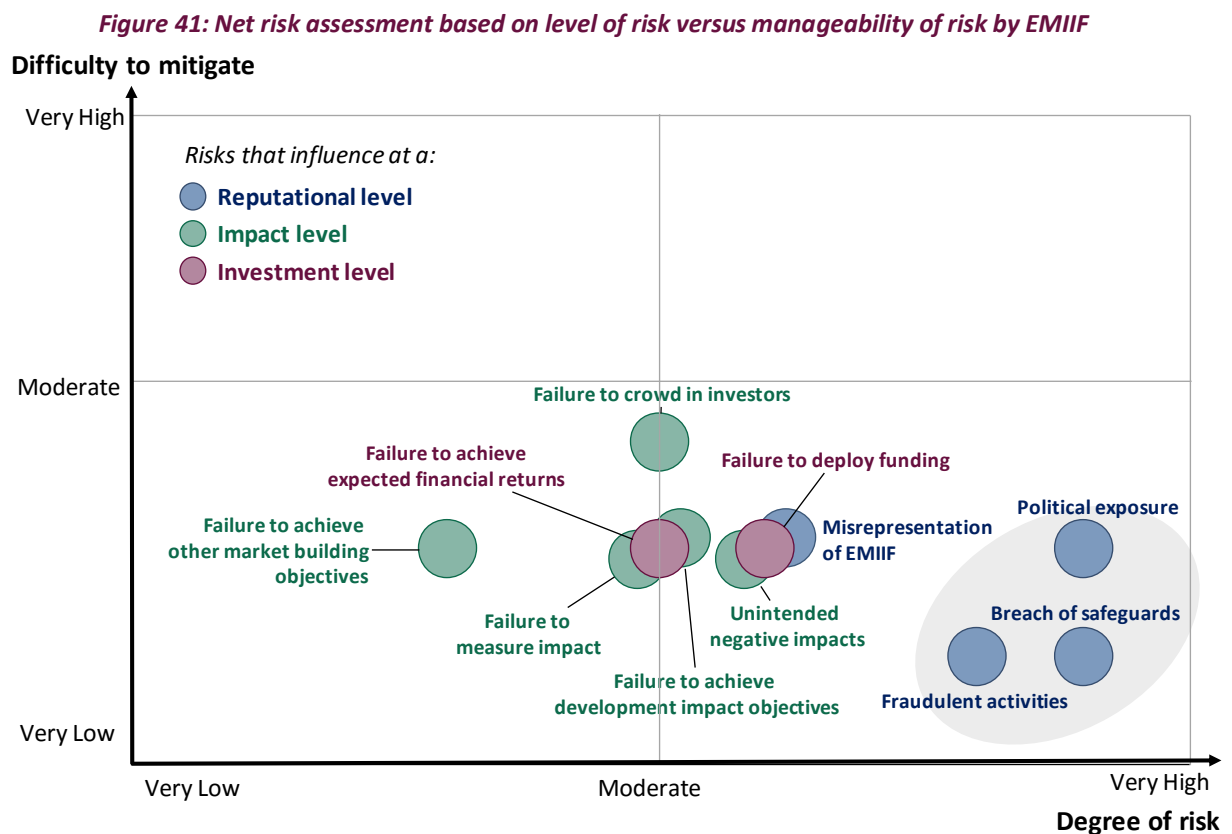 Figure 41: Net risk assessment based on level of risk versus manageability of risk by EMIIF
Difficulty to mitigate
Very High
Risks that influence at a:
Reputational level
Impact level
Investment level
Moderate
Failure to crowd in investors
Failure to achieve
expected financial returns
Failure to deploy funding
Failure to achieve
other market building
objectives
Misrepresentation
of EMIIF
Political exposure
Failure to
measure impact
Unintended
negative impacts
Breach of safeguards
Failure to achieve
development impact objectives
Fraudulent activities
Very Low
Very Low
Moderate
Very High
Degree of risk